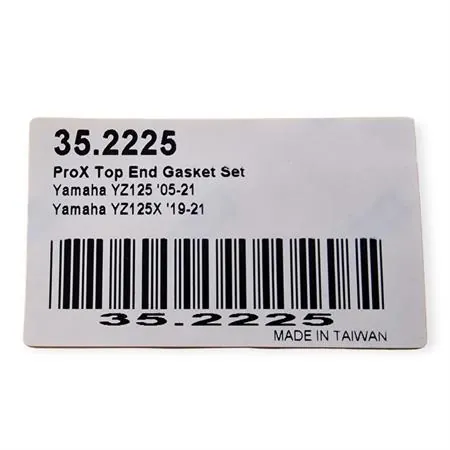 35.2225
ProX Top End Gasket Set
Yamaha YZ125 '05-21
Yamaha YZ125X '19-21
35.2225
MADE IN TAIWAN